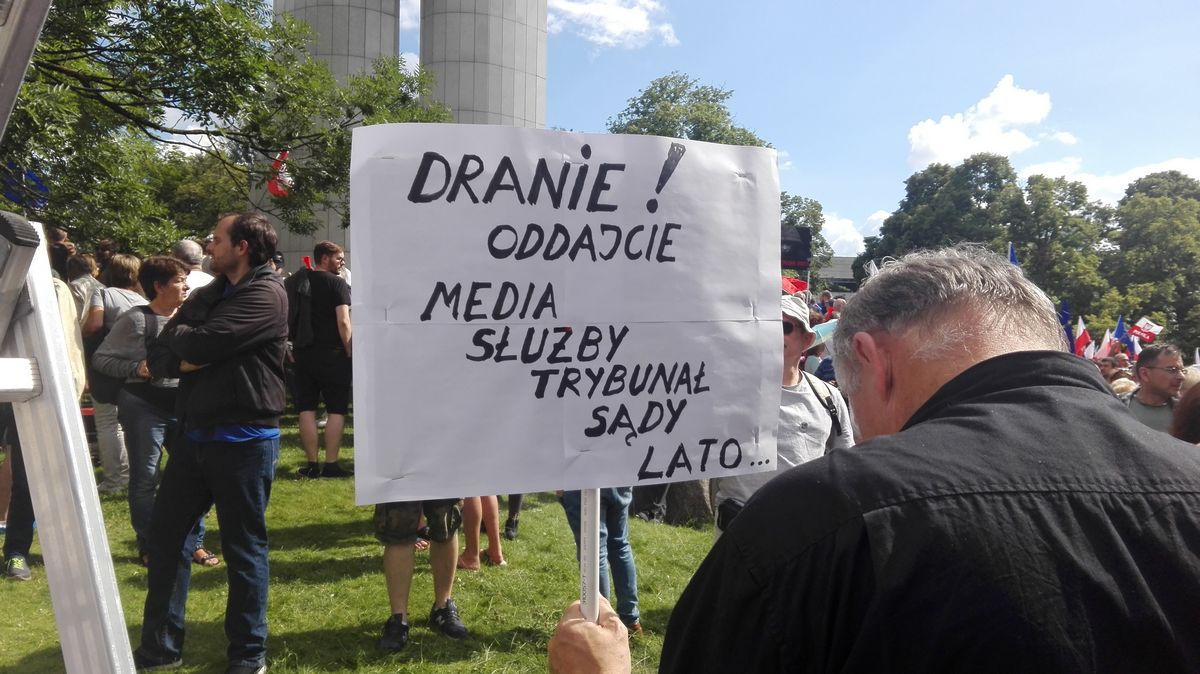 DRANiE!
ODDAJCIE
MEDIA
SŁUŻBY
TRYBUNAŁ
SĄDY
LATO...